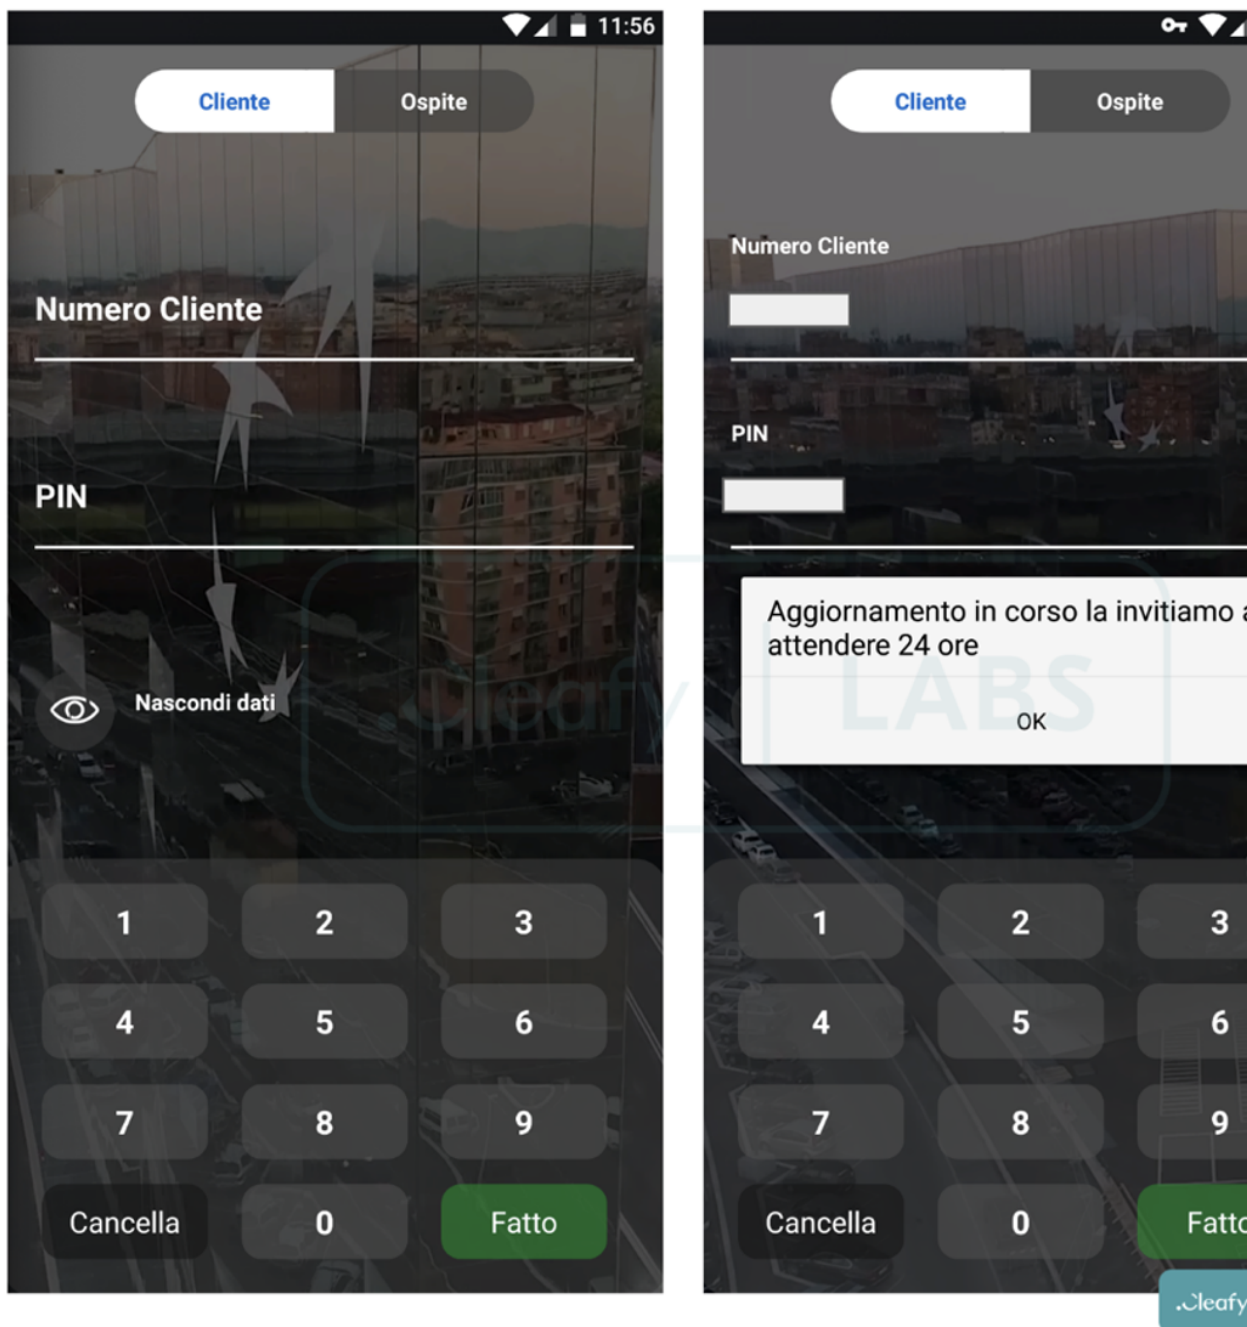 11:56
Cliente
Ospite
Numero Cliente
PIN
Nascondi dati
1 2 3
4 5 6
7 8 9
Cancella 0 Fatto
Cliente
Ospite
Numero Cliente
PIN
Aggiornamento in corso la invitiamo a
attendere 24 ore
OK
1 2 3
4 5 6
7 8 9
Cancella 0 Fatto
.Cleafy LABS
.Cleafy